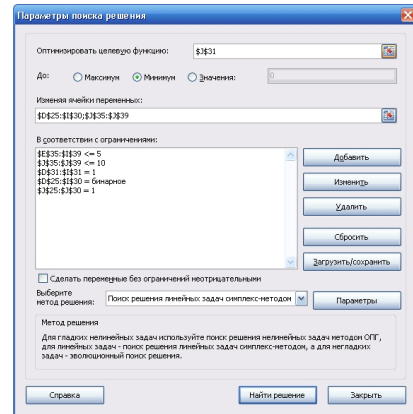 Параметры поиска решения
Оптимизировать целевую функцию: $J$31
До: Максимум Минимум Значения: 0
Изменяя ячейки переменных:
$D$25:$I$30;$J$35:$J$39
В соответствии с ограничениями:
$E$35:$I$39 <= 5
$J$35:$J$39 <= 10
$D$31:$I$31 = 1
$D$25:$I$30 = бинарное
$J$25:$J$30 = 1
Добавить
Изменить
Удалить
Сбросить
Загрузить/сохранить
Сделать переменные без ограничений неотрицательными
Выберите
метод решения: Поиск решения линейных задач симплекс-методом Параметры
Метод решения
Для гладких нелинейных задач используйте поиск решения нелинейных задач методом ОПГ,
для линейных задач - поиск решения линейных задач симплекс-методом, а для негладких
задач - эволюционный поиск решения.
Справка Найти решение Закрыть